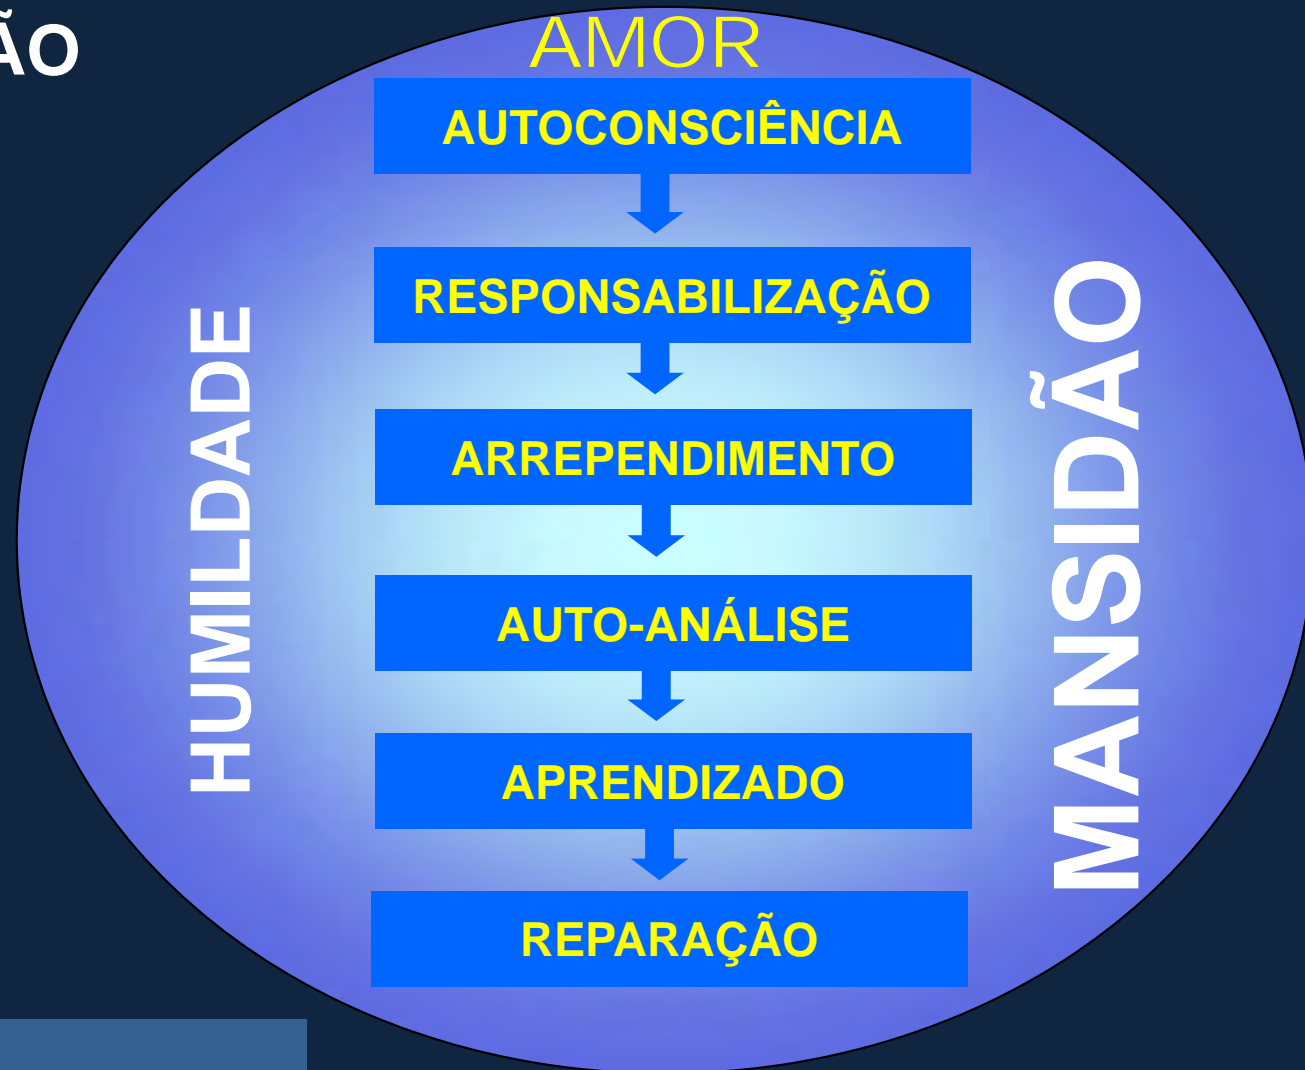 ÃO
AMOR
AUTOCONSCIÊNCIA
RESPONSABILIZAÇÃO
ARREPENDIMENTO
AUTO-ANÁLISE
APRENDIZADO
REPARAÇÃO
HUMILDADE
MANSIDÃO